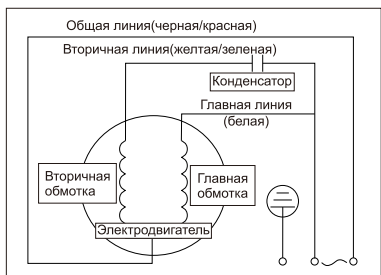 Общая линия(черная/красная)
Вторичная линия(желтая/зеленая)
Конденсатор
Главная линия
(белая)
Вторичная
обмотка
Главная
обмотка
Электродвигатель